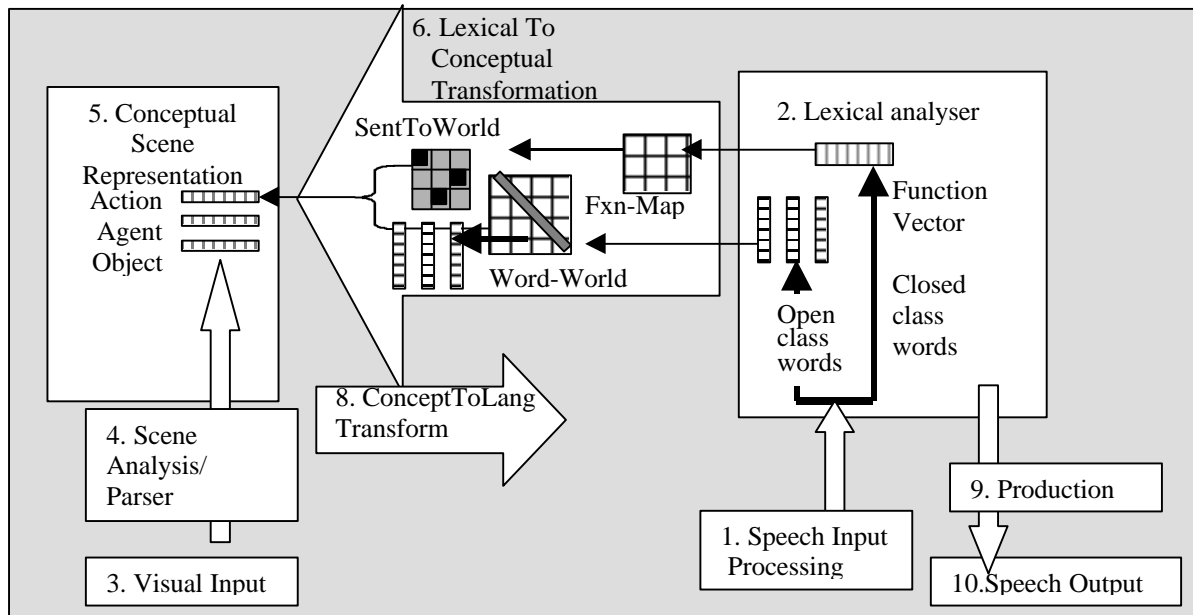 6. Lexical To
Conceptual
Transformation
5. Conceptual
Scene
Representation
Action
Agent
Object
SentToWorld
Fxn-Map
Word-World
2. Lexical analyser
Function
Vector
Open
class
words
Closed
class
words
8. ConceptToLang
Transform
4. Scene
Analysis/
Parser
3. Visual Input
1. Speech Input
Processing
9. Production
10.Speech Output